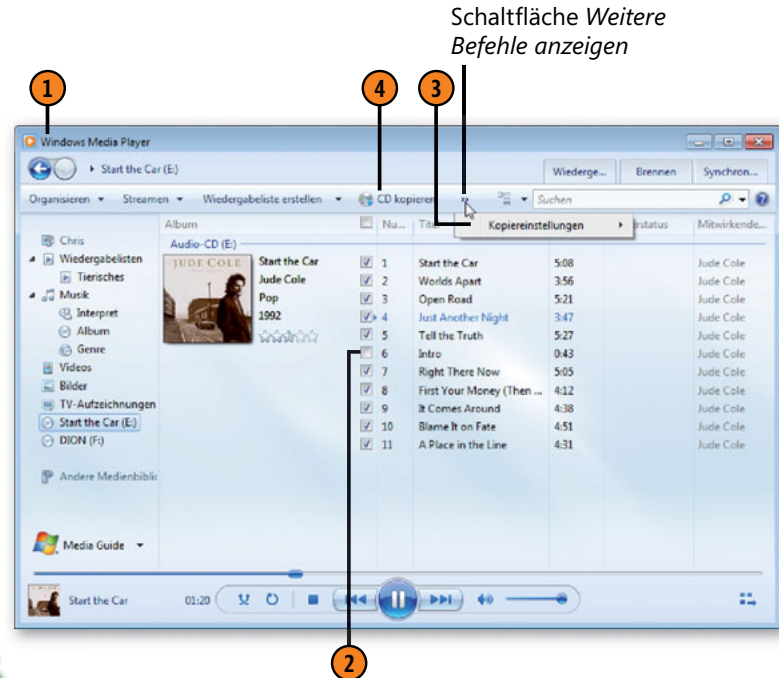 Schaltfläche Weitere
Befehle anzeigen
1
4
3
Windows Media Player
Start the Car (E:)
Wiederge... Brennen Synchron...
Organisieren Streamen Wiedergabeliste erstellen CD kopieren » Suchen
Album Nu... Titel Kopiereinstellungen Mitwirkende...
Chris
Wiedergabelisten
Tierisches
Musik
Interpret
Album
Genre
Videos
Bilder
TV-Aufzeichnungen
Start the Car (E:)
DION (F:)
Andere Medienbiblic
Audio-CD (E:)
JUDE COLE
Start the Car
Jude Cole
Pop
1992
1 Start the Car 5:08 Jude Cole
2 Worlds Apart 3:56 Jude Cole
3 Open Road 5:21 Jude Cole
4 Just Another Night 3:47 Jude Cole
5 Tell the Truth 5:27 Jude Cole
6 Intro 0:43 Jude Cole
7 Right There Now 5:05 Jude Cole
8 First Your Money (Then ... 4:12 Jude Cole
9 It Comes Around 4:38 Jude Cole
10 Blame It on Fate 4:51 Jude Cole
11 A Place in the Line 4:31 Jude Cole
Media Guide
Start the Car 01:20
2